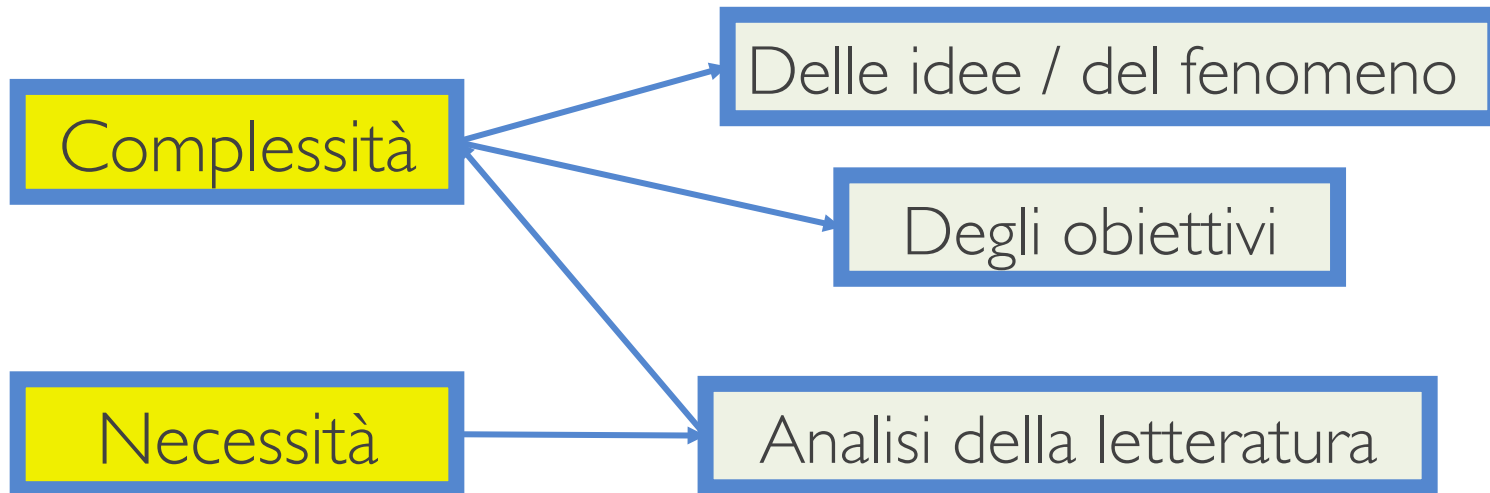 Delle idee / del fenomeno
Complessità
Degli obiettivi
Necessità
Analisi della letteratura